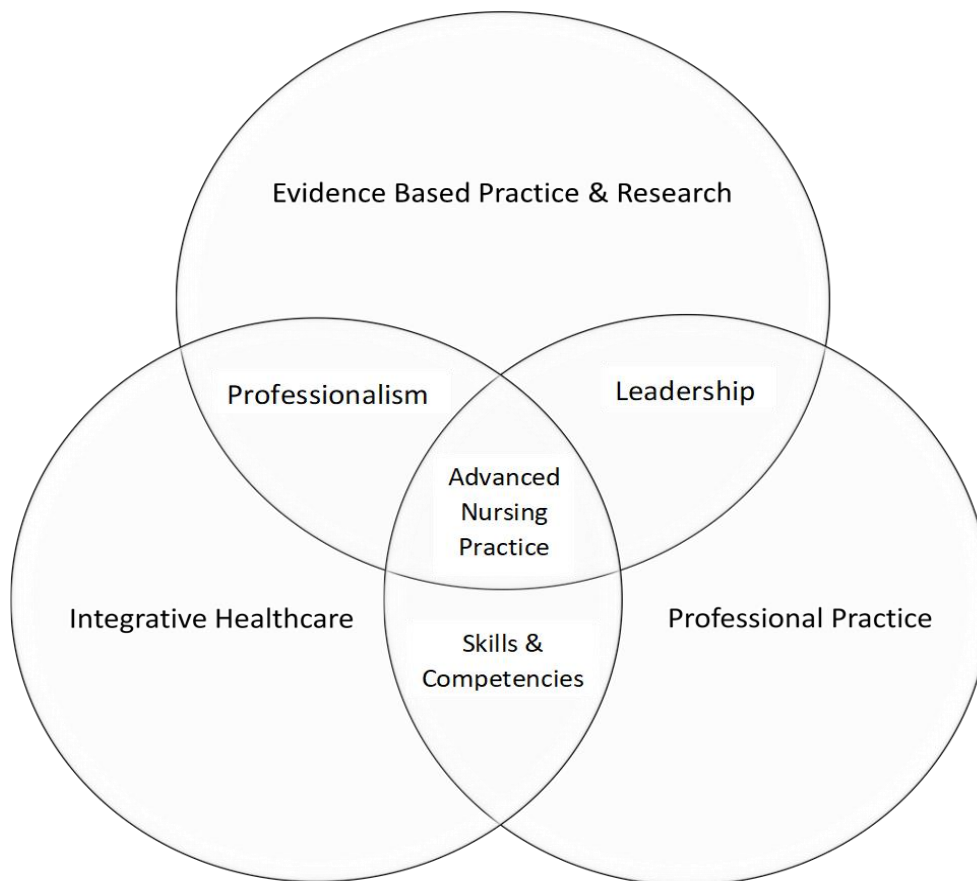 Evidence Based Practice & Research
Professionalism
Leadership
Advanced
Nursing
Practice
Integrative Healthcare
Professional Practice
Skills &
Competencies